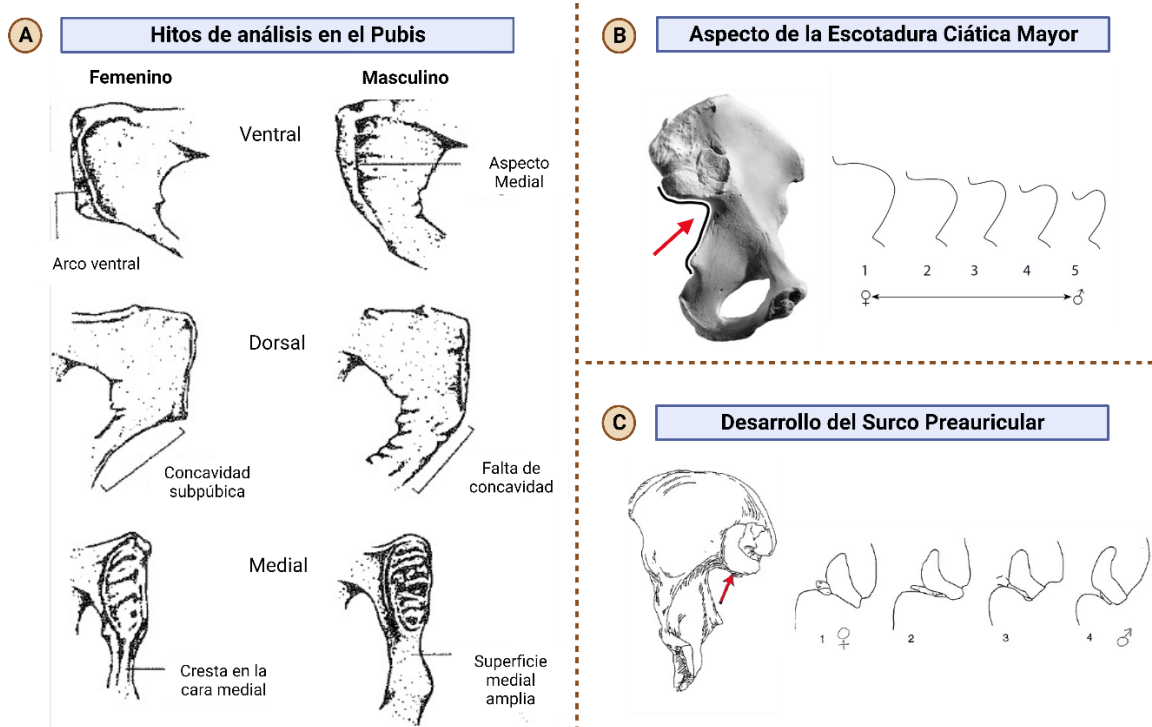 A
Hitos de análisis en el Pubis
Femenino
Masculino
Ventral
Aspecto
Medial
Arco ventral
Dorsal
Concavidad
subpúbica
Falta de
concavidad
Medial
Cresta en la
cara medial
Superficie
medial
amplia
B
Aspecto de la Escotadura Ciática Mayor
1 2 3 4 5
♀ ♂
C
Desarrollo del Surco Preauricular
1 ♀ 2 3 4 ♂